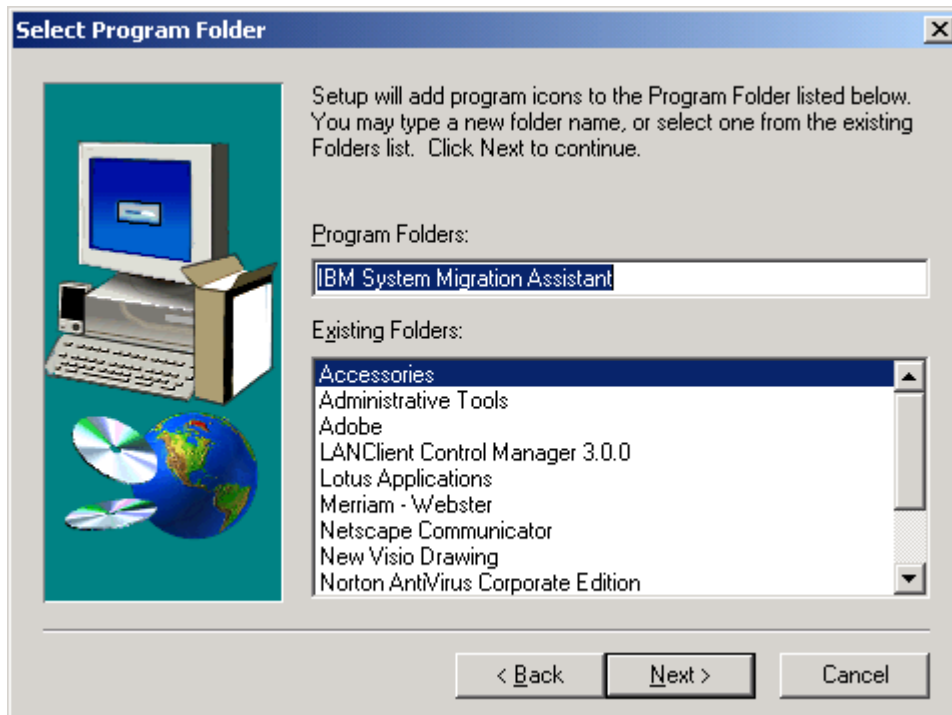 Select Program Folder
Setup will add program icons to the Program Folder listed below.
You may type a new folder name, or select one from the existing
Folders list.  Click Next to continue.
Program Folders:
IBM System Migration Assistant
Existing Folders:
Accessories
Administrative Tools
Adobe
LANClient Control Manager 3.0.0
Lotus Applications
Merriam - Webster
Netscape Communicator
New Visio Drawing
Norton AntiVirus Corporate Edition
< Back
Next >
Cancel